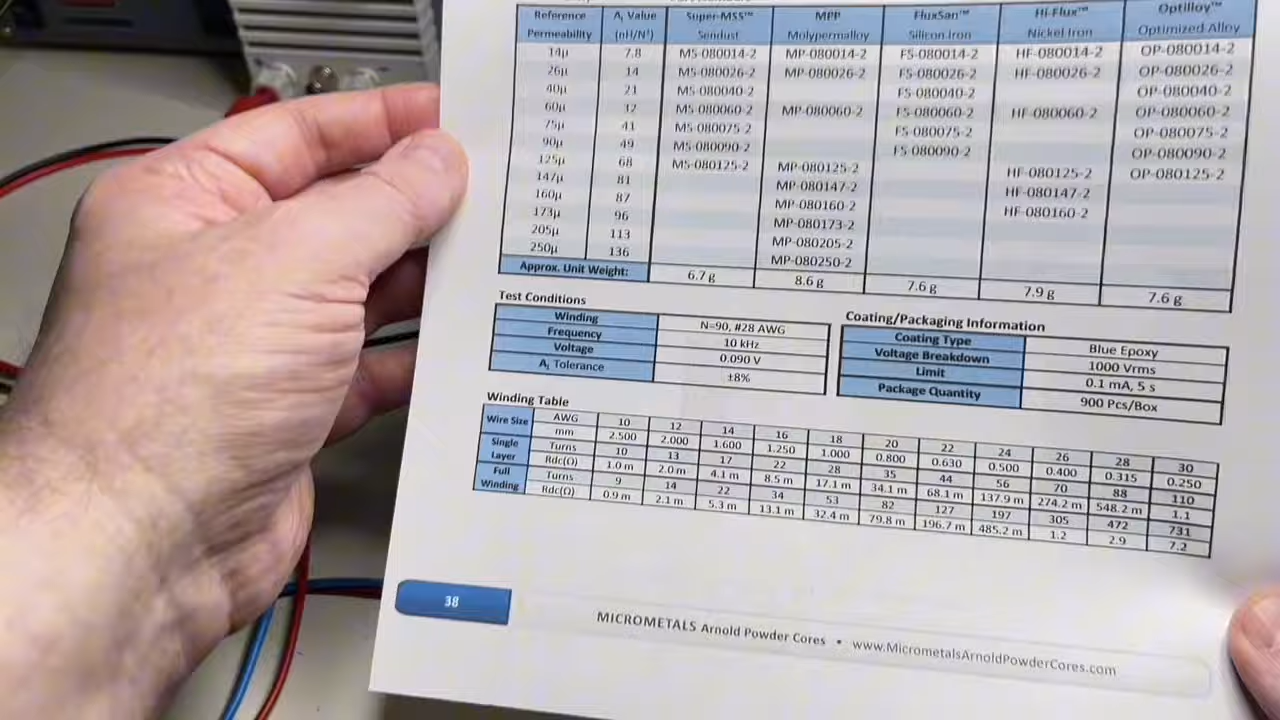 Reference Permeability AL Value (nH/N²) Super-MSS™ Sendust MPP Molypermalloy FluxSan™ Silicon Iron Hi-Flux™ Nickel Iron Optilloy™ Optimized Alloy
14µ 7.8 MS-080014-2 MP-080014-2 FS-080014-2 HF-080014-2 OP-080014-2
26µ 14 MS-080026-2 MP-080026-2 FS-080026-2 HF-080026-2 OP-080026-2
40µ 21 MS-080040-2 FS-080040-2 OP-080040-2
60µ 32 MS-080060-2 MP-080060-2 FS-080060-2 HF-080060-2 OP-080060-2
75µ 41 MS-080075-2 FS-080075-2 OP-080075-2
90µ 49 MS-080090-2 FS-080090-2 OP-080090-2
125µ 68 MS-080125-2 MP-080125-2 HF-080125-2 OP-080125-2
147µ 81 MP-080147-2 HF-080147-2
160µ 87 MP-080160-2 HF-080160-2
173µ 96 MP-080173-2
205µ 113 MP-080205-2
250µ 136 MP-080250-2
Approx. Unit Weight: 6.7 g 8.6 g 7.6 g 7.9 g 7.6 g
Test Conditions
Winding N=90, #28 AWG
Frequency 10 kHz
Voltage 0.090 V
AL Tolerance ±8%
Coating/Packaging Information
Coating Type Blue Epoxy
Voltage Breakdown 1000 Vrms
Limit 0.1 mA, 5 s
Package Quantity 900 Pcs/Box
Winding Table
Wire Size AWG 10 12 14 16 18 20 22 24 26 28 30
mm 2.500 2.000 1.600 1.250 1.000 0.800 0.630 0.500 0.400 0.315 0.250
Single Layer Turns 10 13 17 22 28 35 44 56 70 88 110
Rdc(Ω) 1.0 m 2.0 m 4.1 m 8.5 m 17.1 m 34.1 m 68.1 m 137.9 m 274.2 m 548.2 m 1.1
Full Winding Turns 9 14 22 34 53 82 127 197 305 472 731
Rdc(Ω) 0.9 m 2.1 m 5.3 m 13.1 m 32.4 m 79.8 m 196.7 m 485.2 m 1.2 2.9 7.2
38
MICROMETALS Arnold Powder Cores • www.MicrometalsArnoldPowderCores.com